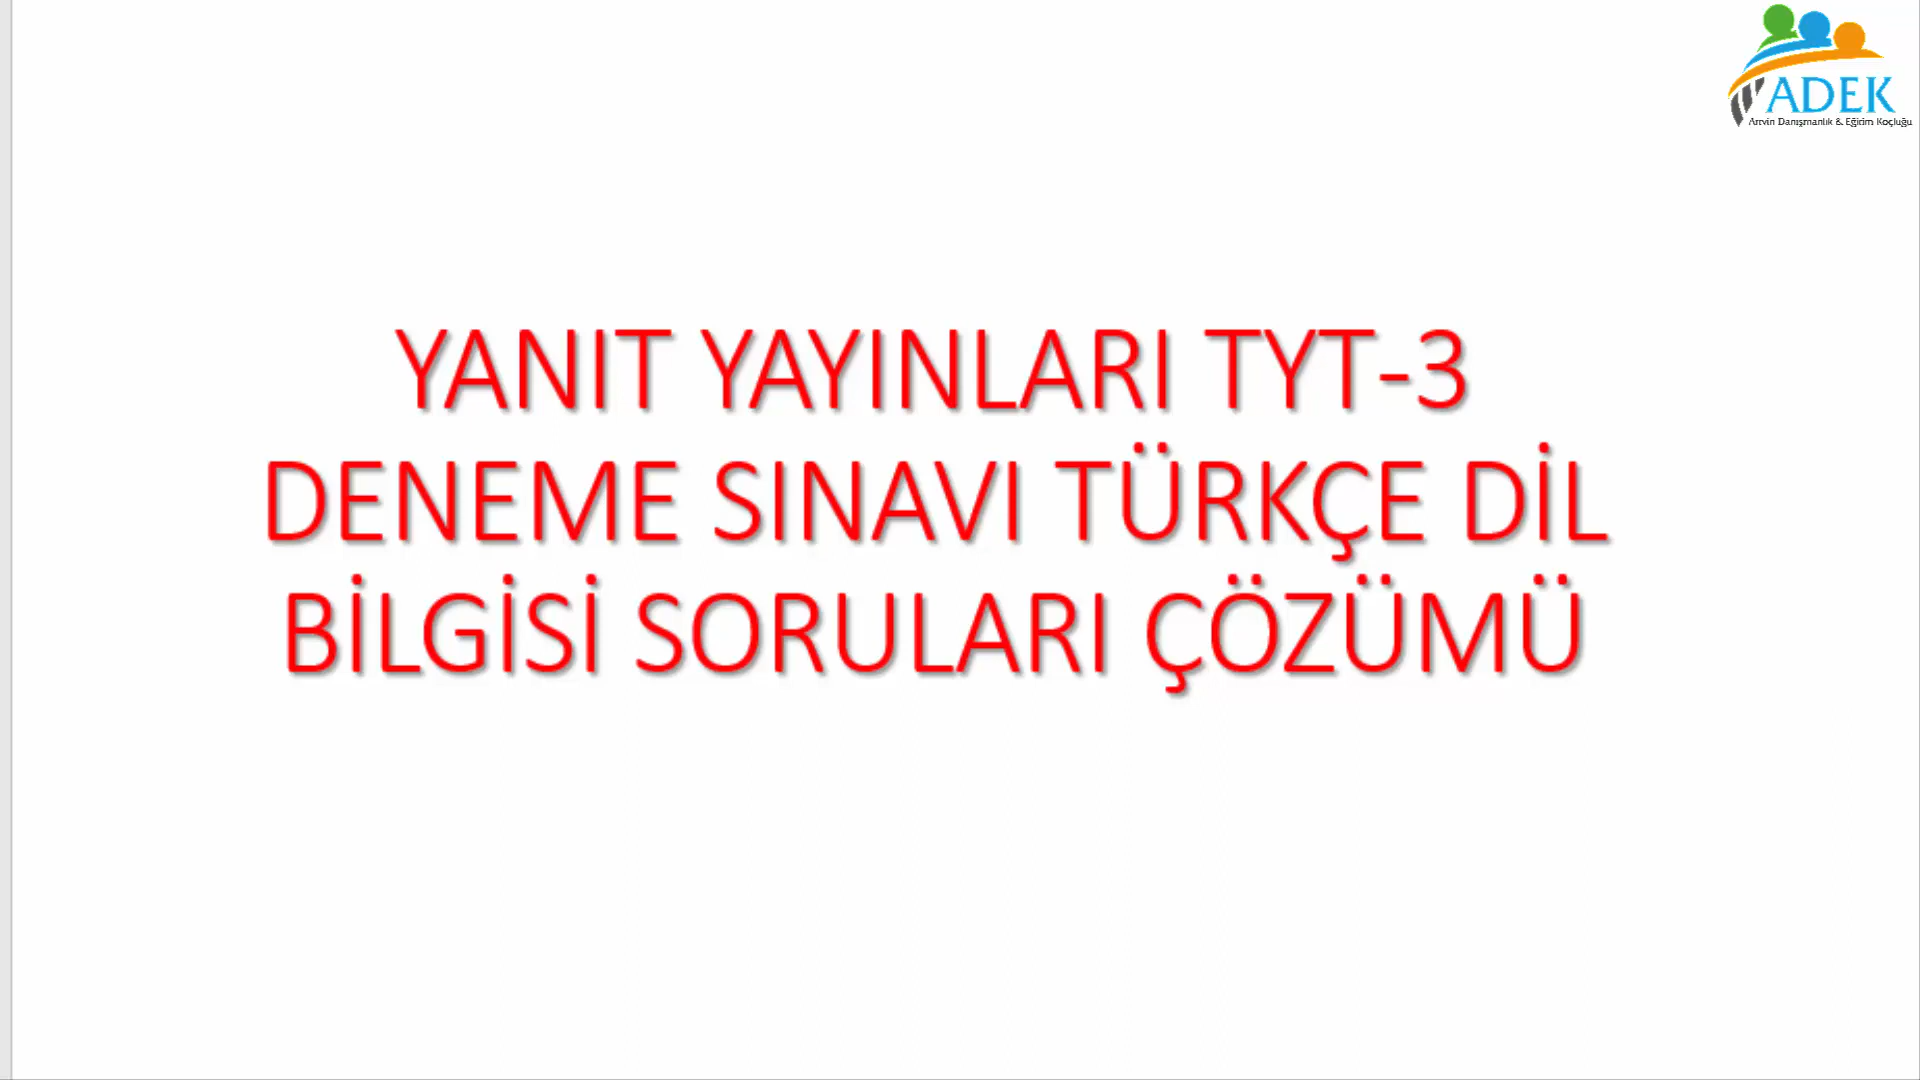 ADEK
Artvin Danışmanlık & Eğitim Koçluğu
YANIT YAYINLARI TYT-3
DENEME SINAVI TÜRKÇE DİL
BİLGİSİ SORULARI ÇÖZÜMÜ